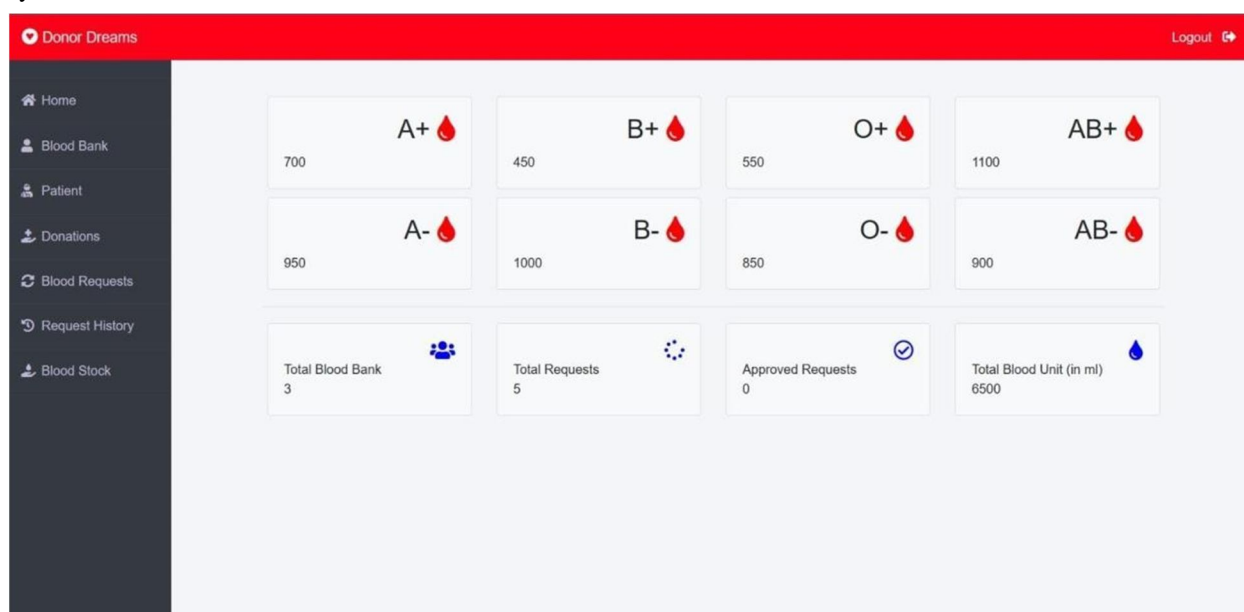 Donor Dreams
Logout
Home
Blood Bank
Patient
Donations
Blood Requests
Request History
Blood Stock
A+
700
B+
450
O+
550
AB+
1100
A-
950
B-
1000
O-
850
AB-
900
Total Blood Bank
3
Total Requests
5
Approved Requests
0
Total Blood Unit (in ml)
6500